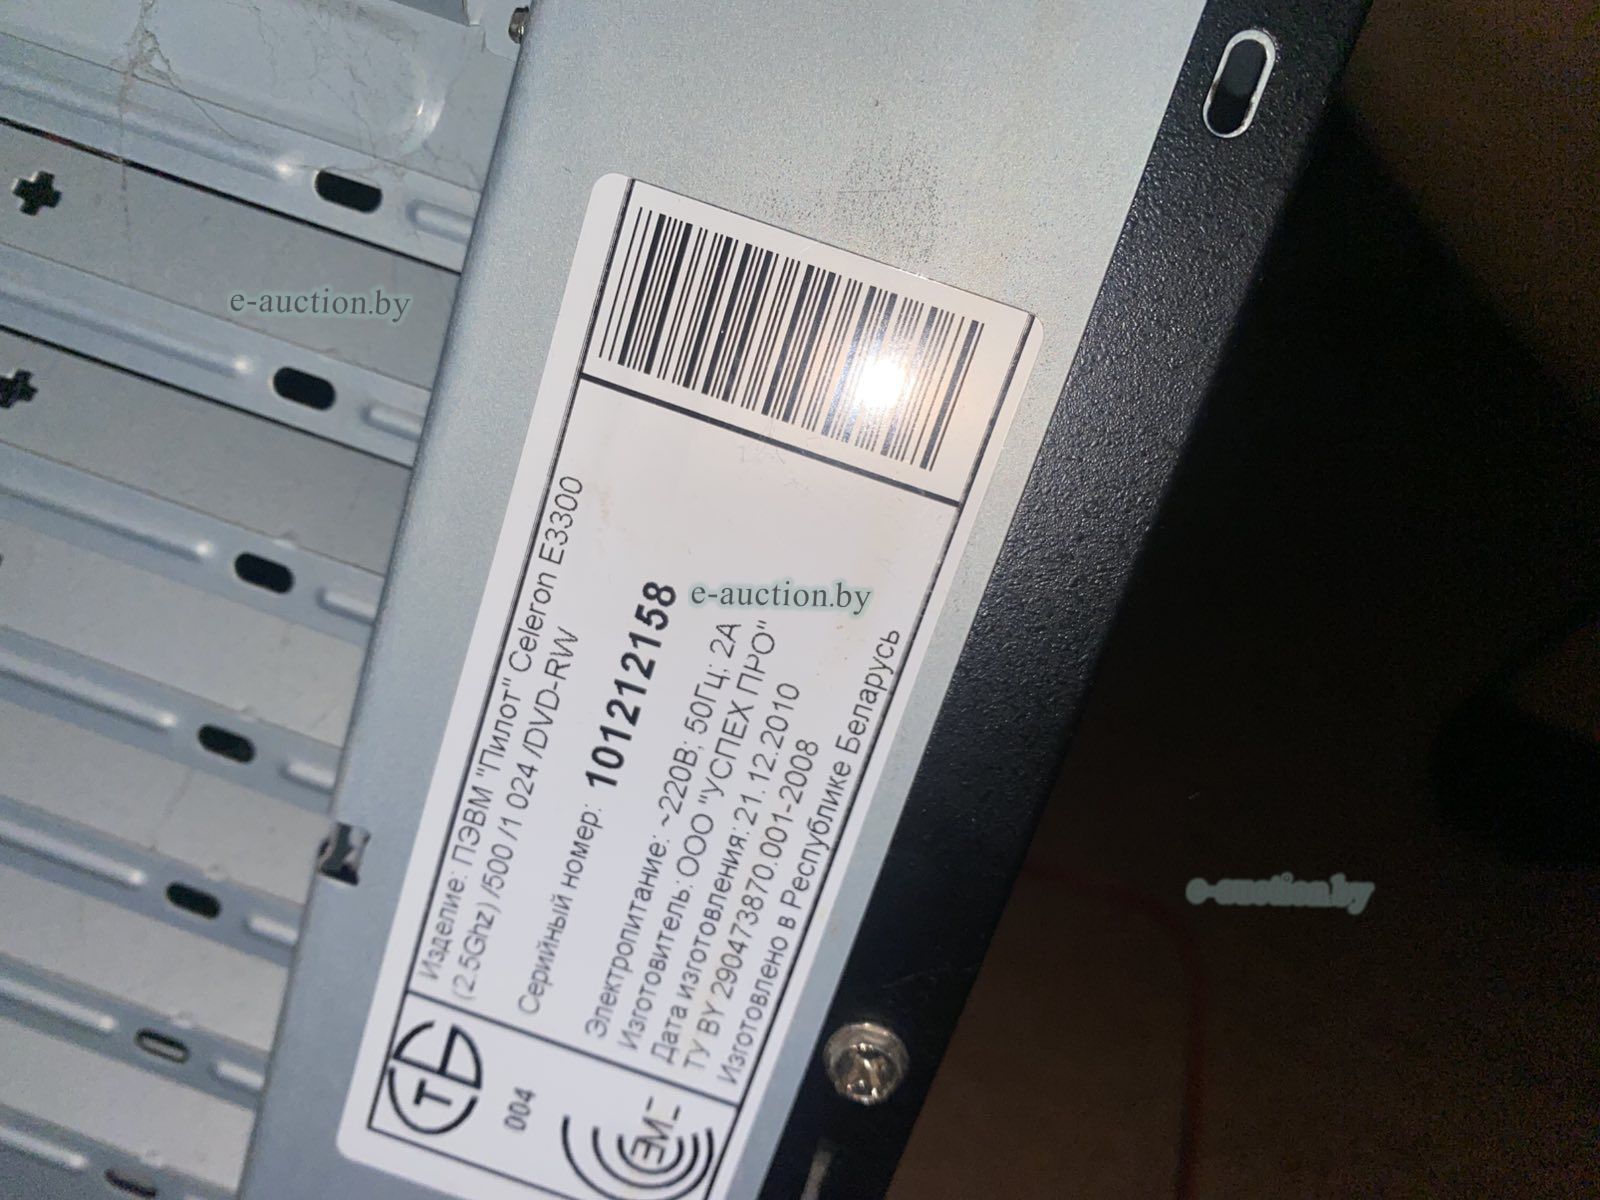 Изделие: ПЭВМ "Пилот" Celeron E3300
(2.5Ghz) /500 /1 024 /DVD-RW
Серийный номер: 101212158
Электропитание: ~220В; 50Гц; 2А
Изготовитель: ООО "УСПЕХ ПРО"
Дата изготовления: 21.12.2010
ТУ BY 290473870.001-2008
Изготовлено в Республике Беларусь
СТБ
004
ЭМС
e-auction.by
e-auction.by
e-auction.by